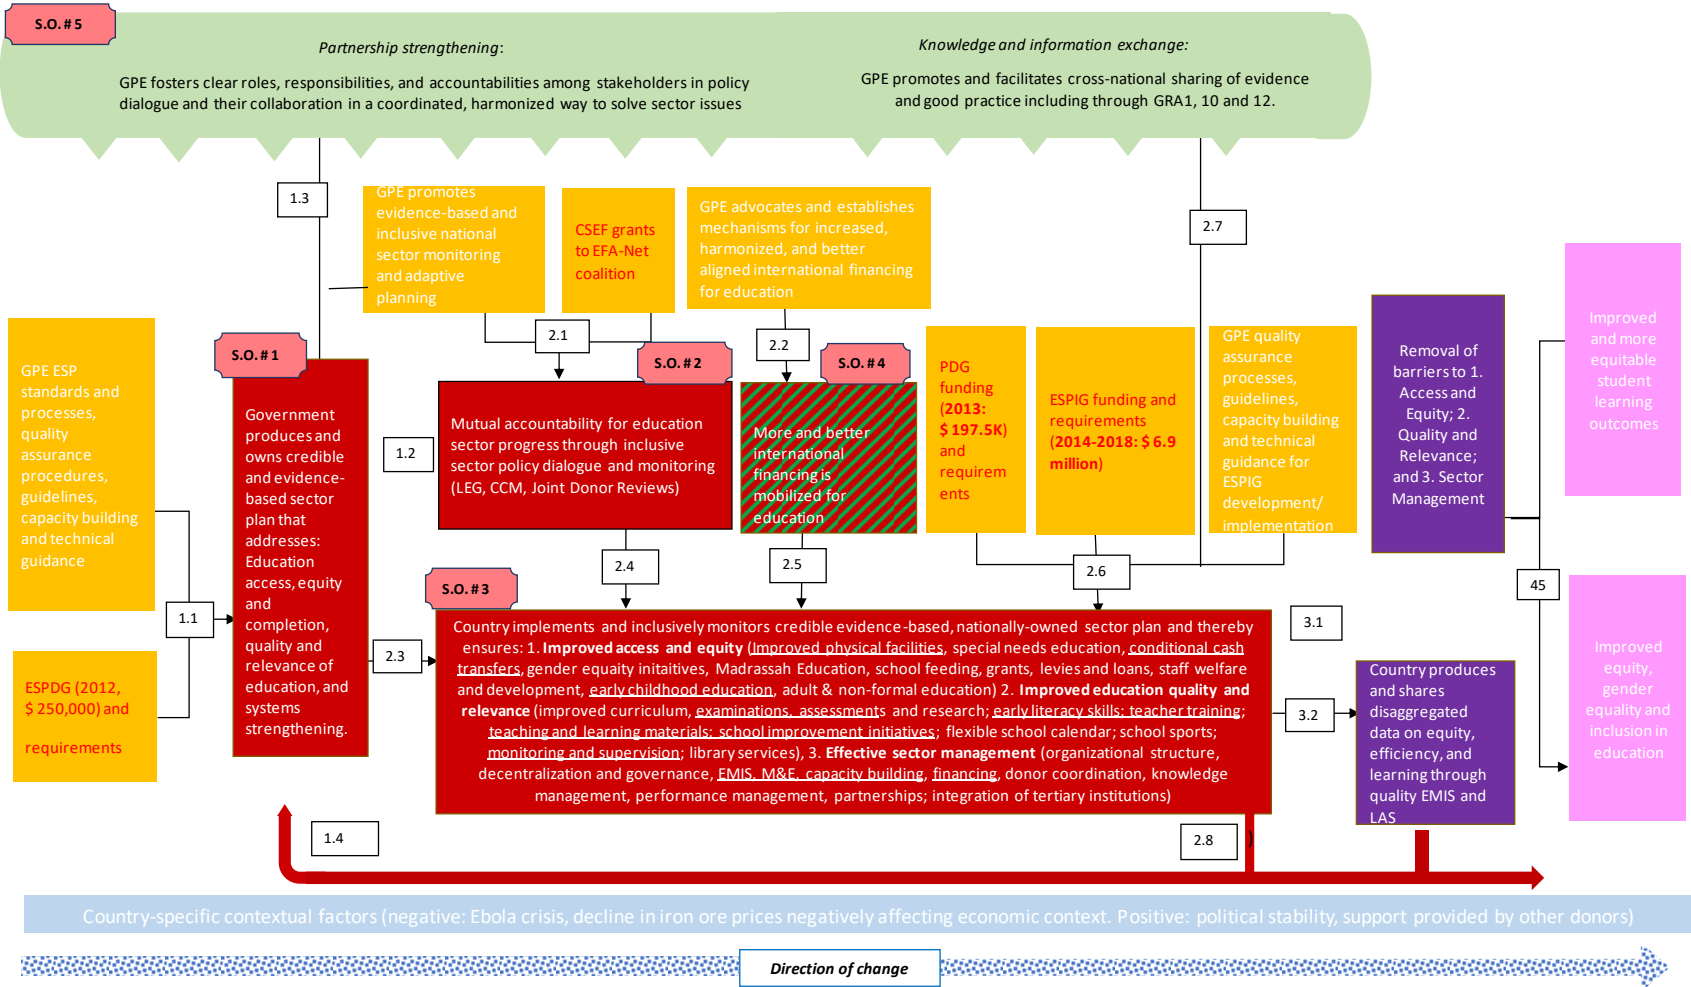 S.O. # 5
Partnership strengthening:
GPE fosters clear roles, responsibilities, and accountabilities among stakeholders in policy
dialogue and their collaboration in a coordinated, harmonized way to solve sector issues
Knowledge and information exchange:
GPE promotes and facilitates cross-national sharing of evidence
and good practice including through GRA1, 10 and 12.
1.3
GPE promotes
evidence-based and
inclusive national
sector monitoring
and adaptive
planning
CSEF grants
to EFA-Net
coalition
GPE advocates and establishes
mechanisms for increased,
harmonized, and better
aligned international financing
for education
2.7
2.1
2.2
GPE ESP
standards and
processes,
quality
assurance
procedures,
guidelines,
capacity building
and technical
guidance
ESPDG (2012,
$ 250,000) and
requirements
1.1
S.O. # 1
Government
produces and
owns credible
and evidence-
based sector
plan that
addresses:
Education
access, equity
and
completion,
quality and
relevance of
education, and
systems
strengthening.
1.2
2.3
S.O. # 2
Mutual accountability for education
sector progress through inclusive
sector policy dialogue and monitoring
(LEG, CCM, Joint Donor Reviews)
S.O. # 4
More and better
international
financing is
mobilized for
education
PDG
funding
(2013:
$ 197.5K)
and
requirem
ents
ESPIG funding and
requirements
(2014-2018: $ 6.9
million)
GPE quality
assurance
processes,
guidelines,
capacity building
and technical
guidance for
ESPIG
development/
implementation
2.4
2.5
2.6
S.O. # 3
Country implements and inclusively monitors credible evidence-based, nationally-owned sector plan and thereby
ensures: 1. Improved access and equity (Improved physical facilities, special needs education, conditional cash
transfers, gender equity initaitives, Madrassah Education, school feeding, grants, levies and loans, staff welfare
and development, early childhood education, adult & non-formal education) 2. Improved education quality and
relevance (improved curriculum, examinations, assessments and research; early literacy skills; teacher training;
teaching and learning materials; school improvement initiatives; flexible school calendar; school sports;
monitoring and supervision; library services), 3. Effective sector management (organizational structure,
decentralization and governance, EMIS, M&E, capacity building, financing, donor coordination, knowledge
management, performance management, partnerships; integration of tertiary institutions)
3.1
3.2
Removal of
barriers to 1.
Access and
Equity; 2.
Quality and
Relevance;
and 3. Sector
Management
Country produces
and shares
disaggregated
data on equity,
efficiency, and
learning through
quality EMIS and
LAS
45
Improved
and more
equitable
student
learning
outcomes
Improved
equity,
gender
equality and
inclusion in
education
1.4
2.8
)
Country-specific contextual factors (negative: Ebola crisis, decline in iron ore prices negatively affecting economic context. Positive: political stability, support provided by other donors)
Direction of change